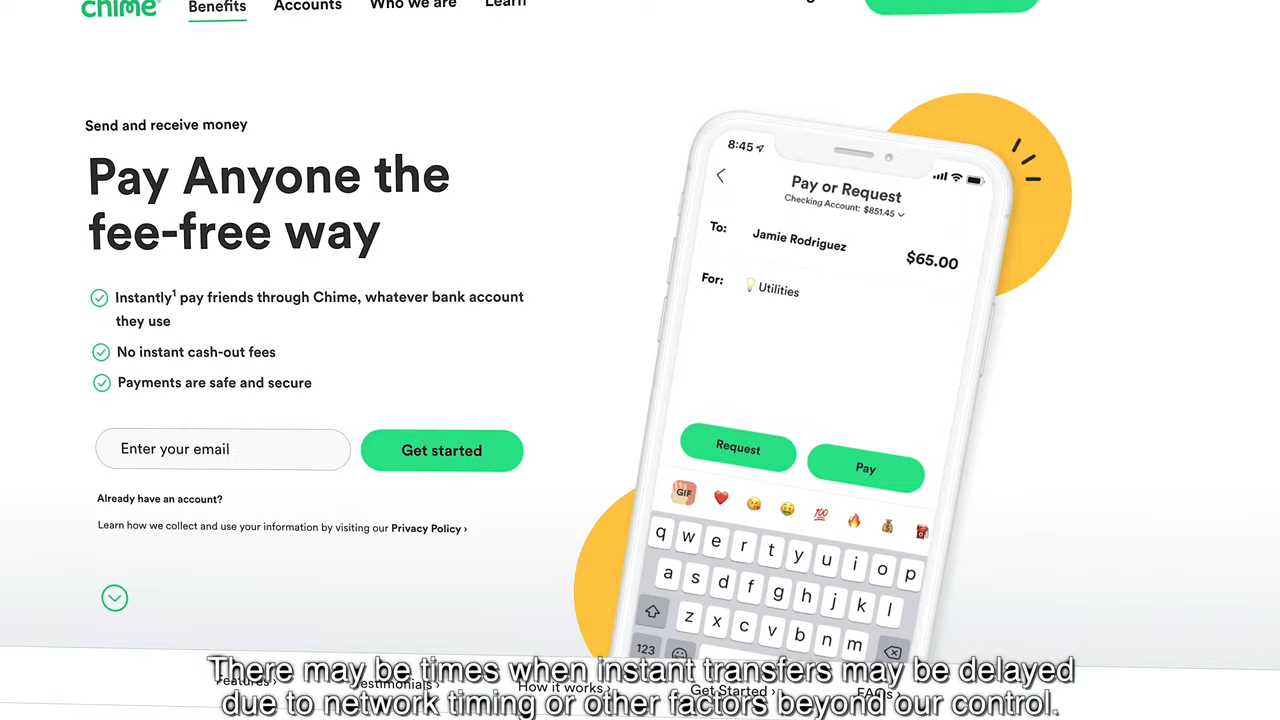 chime
Benefits
Accounts
Who we are
Learn
Send and receive money
Pay Anyone the
fee-free way
Instantly1 pay friends through Chime, whatever bank account
they use
No instant cash-out fees
Payments are safe and secure
Enter your email
Get started
Already have an account?
Learn how we collect and use your information by visiting our Privacy Policy ›
8:45
Pay or Request
Checking Account: $851.45
To:
Jamie Rodriguez
$65.00
For:
Utilities
Request
Pay
GIF
100
q w e r t y u i o p
a s d f g h j k l
z x c v b n m
123
Features ›
Testimonials ›
How it works ›
Get Started ›
FAQs ›
There may be times when instant transfers may be delayed
due to network timing or other factors beyond our control.